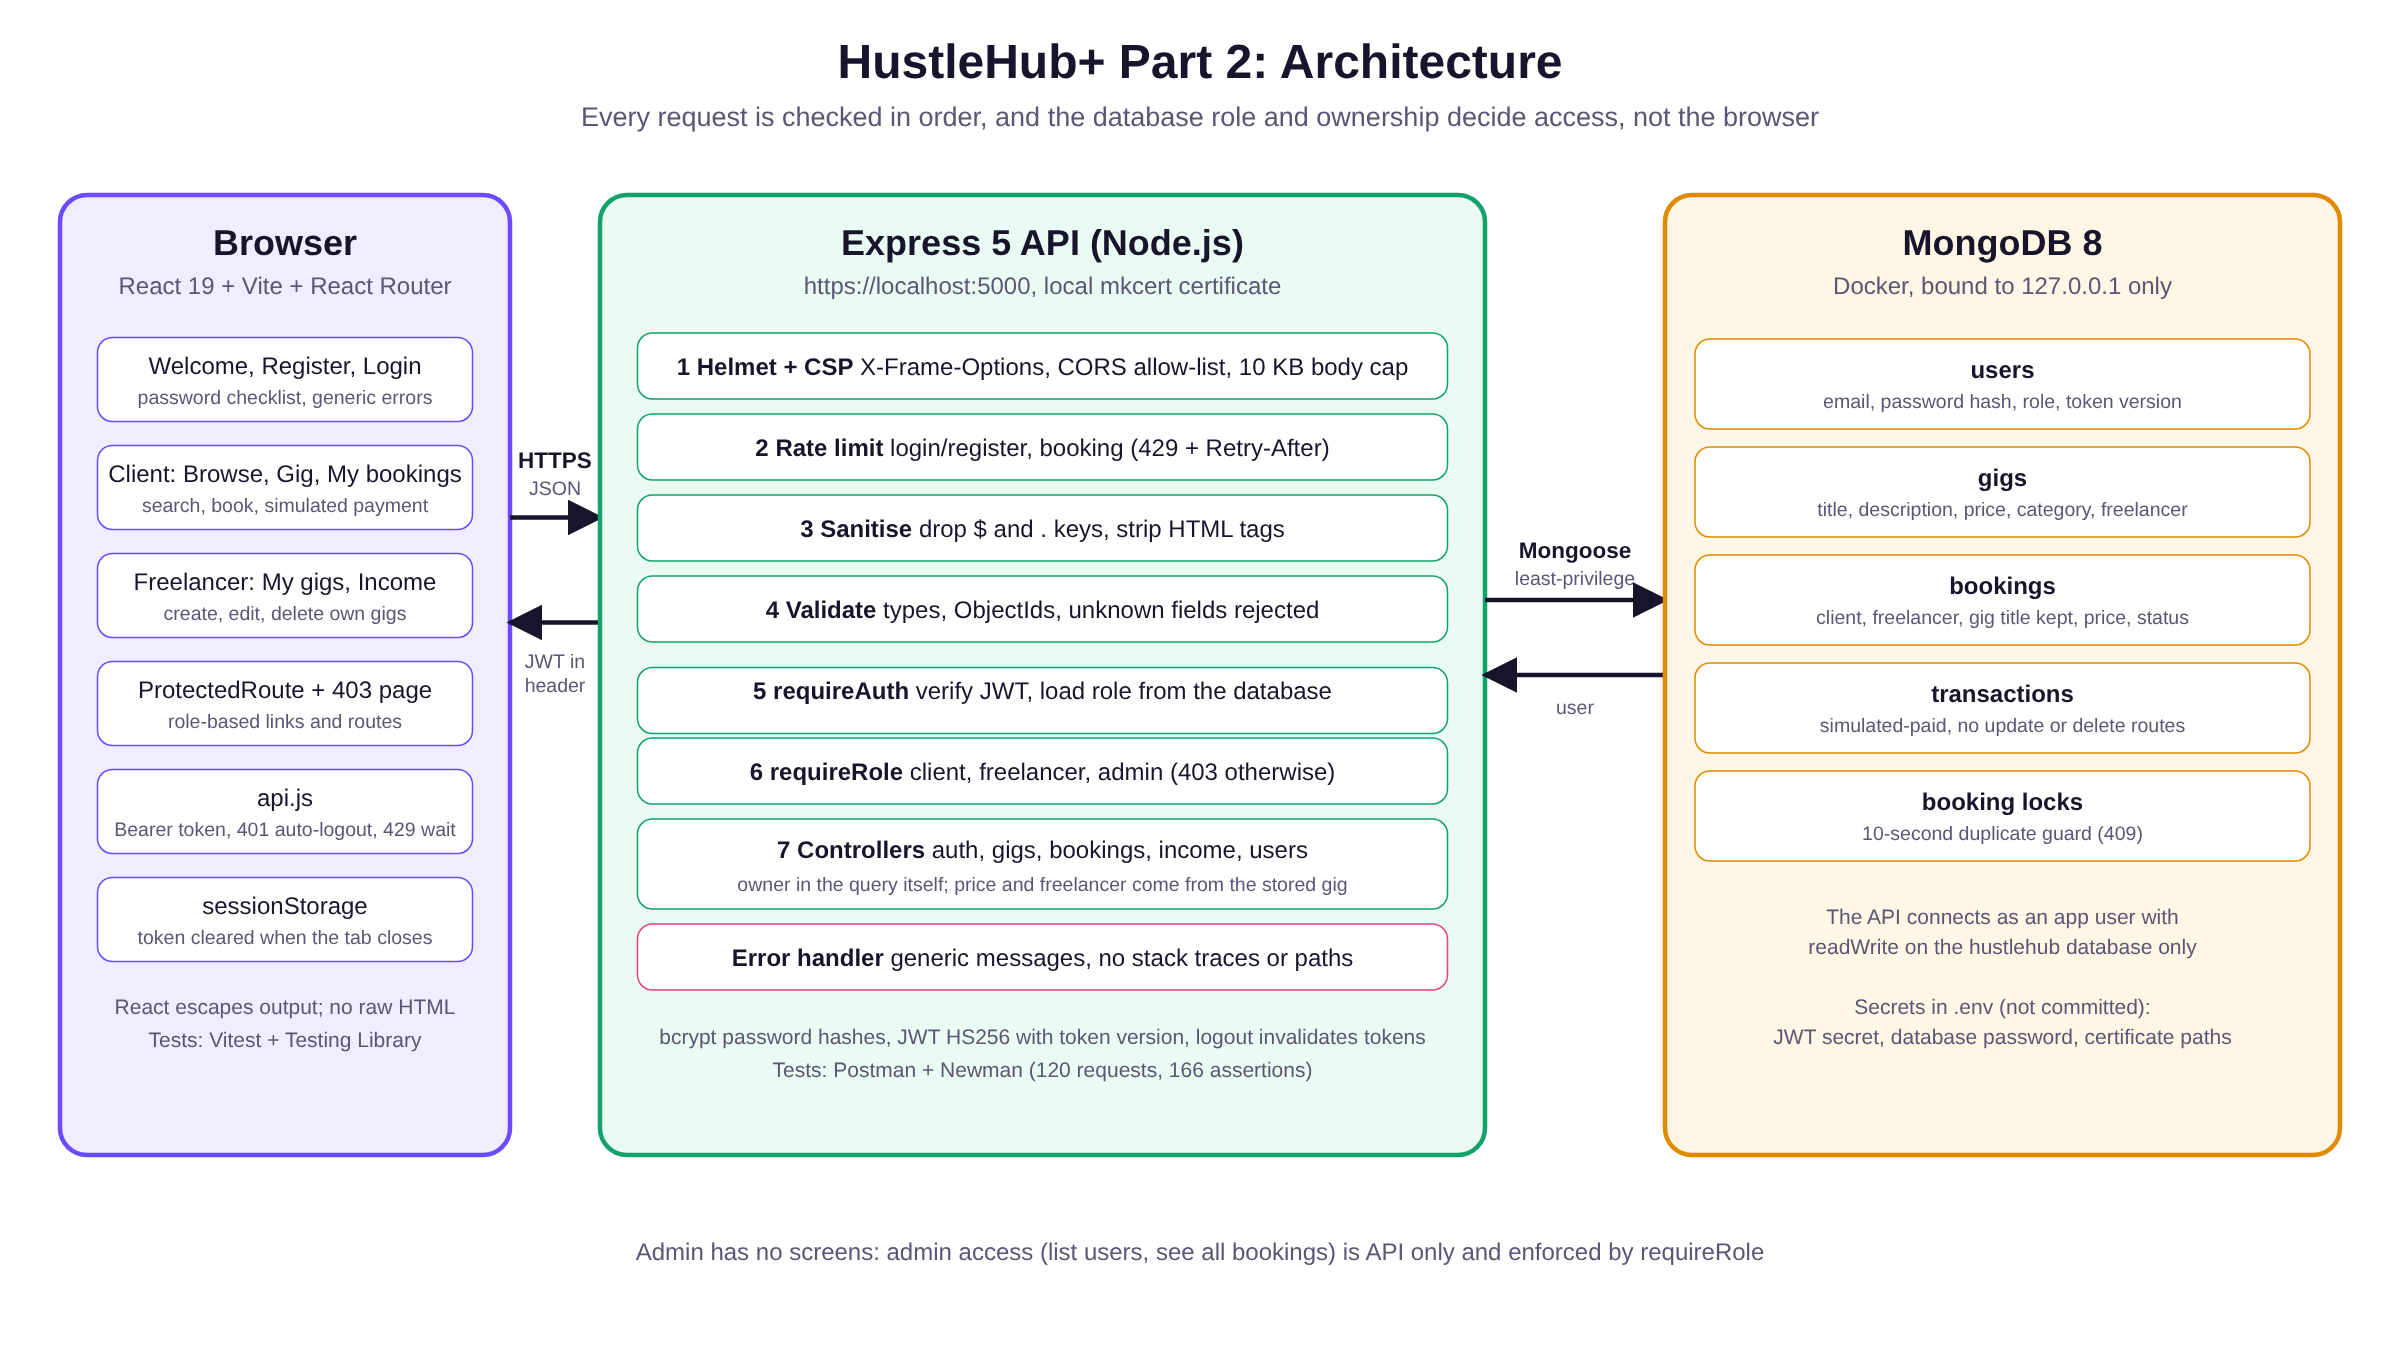 HustleHub+ Part 2: Architecture
Every request is checked in order, and the database role and ownership decide access, not the browser
Browser
React 19 + Vite + React Router
Welcome, Register, Login
password checklist, generic errors
Client: Browse, Gig, My bookings
search, book, simulated payment
Freelancer: My gigs, Income
create, edit, delete own gigs
ProtectedRoute + 403 page
role-based links and routes
api.js
Bearer token, 401 auto-logout, 429 wait
sessionStorage
token cleared when the tab closes
React escapes output; no raw HTML
Tests: Vitest + Testing Library
HTTPS
JSON
JWT in
header
Express 5 API (Node.js)
https://localhost:5000, local mkcert certificate
1 Helmet + CSP X-Frame-Options, CORS allow-list, 10 KB body cap
2 Rate limit login/register, booking (429 + Retry-After)
3 Sanitise drop $ and . keys, strip HTML tags
4 Validate types, ObjectIds, unknown fields rejected
5 requireAuth verify JWT, load role from the database
6 requireRole client, freelancer, admin (403 otherwise)
7 Controllers auth, gigs, bookings, income, users
owner in the query itself; price and freelancer come from the stored gig
Error handler generic messages, no stack traces or paths
bcrypt password hashes, JWT HS256 with token version, logout invalidates tokens
Tests: Postman + Newman (120 requests, 166 assertions)
Mongoose
least-privilege
user
MongoDB 8
Docker, bound to 127.0.0.1 only
users
email, password hash, role, token version
gigs
title, description, price, category, freelancer
bookings
client, freelancer, gig title kept, price, status
transactions
simulated-paid, no update or delete routes
booking locks
10-second duplicate guard (409)
The API connects as an app user with
readWrite on the hustlehub database only
Secrets in .env (not committed):
JWT secret, database password, certificate paths
Admin has no screens: admin access (list users, see all bookings) is API only and enforced by requireRole